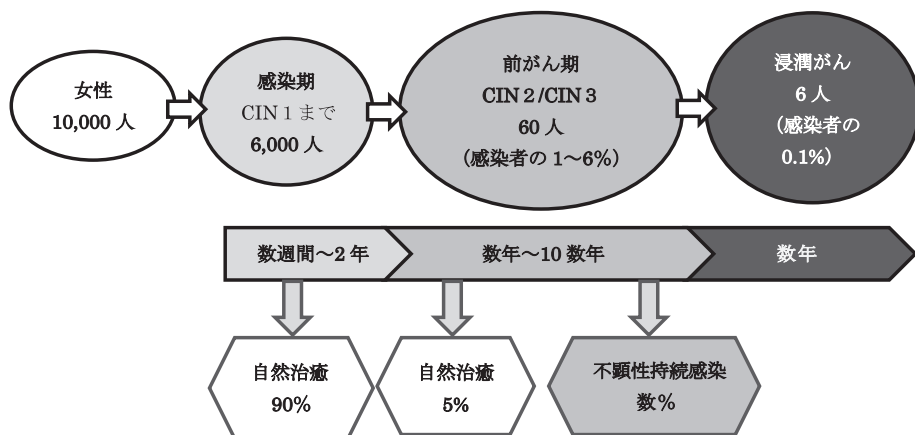 女性
10,000 人
感染期
CIN 1 まで
6,000 人
前がん期
CIN 2 /CIN 3
60 人
(感染者の 1～6%)
浸潤がん
6 人
(感染者の
0.1%)
数週間～2 年
数年～10 数年
数年
自然治癒
90%
自然治癒
5%
不顕性持続感染
数%